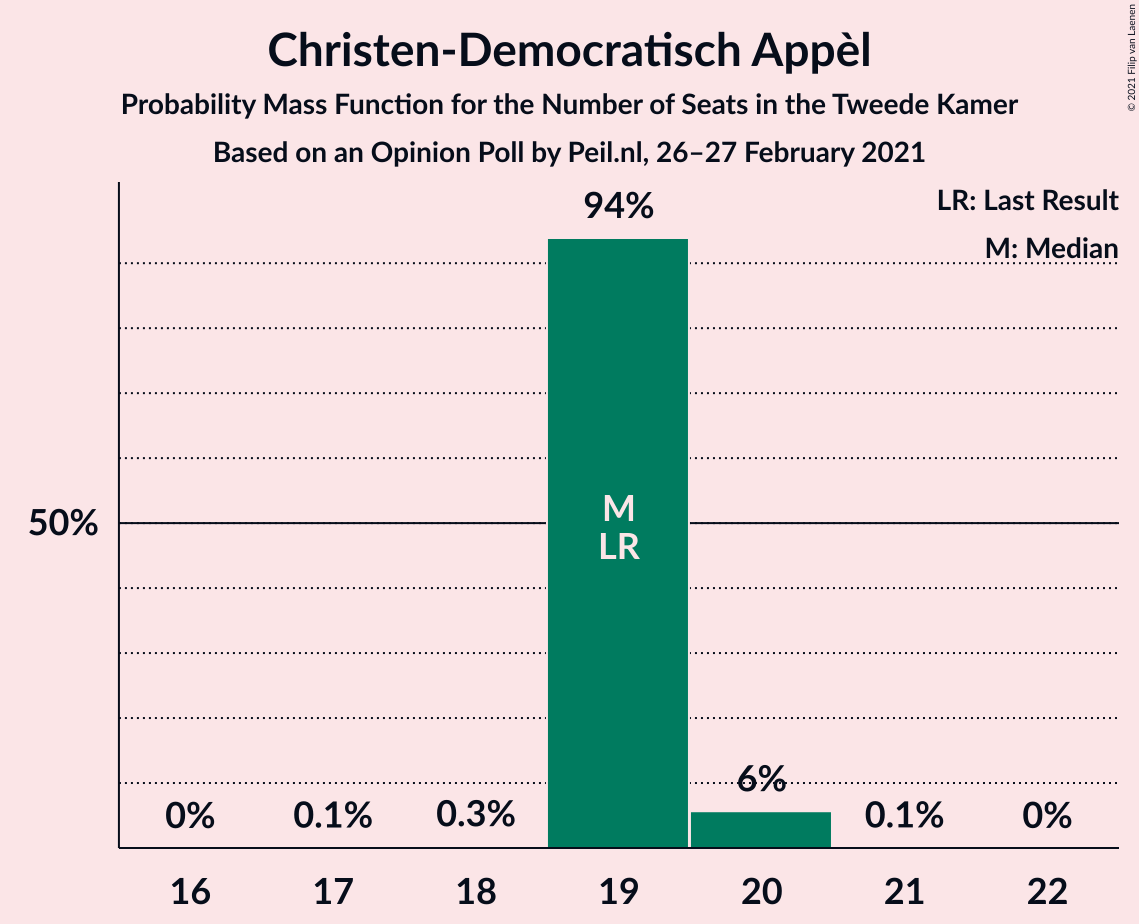 Christen-Democratisch Appèl
Probability Mass Function for the Number of Seats in the Tweede Kamer
Based on an Opinion Poll by Peil.nl, 26–27 February 2021
© 2021 Filip van Laenen
LR: Last Result
M: Median
94%
50%
M
LR
6%
0%
0.1%
0.3%
0.1%
0%
16
17
18
19
20
21
22